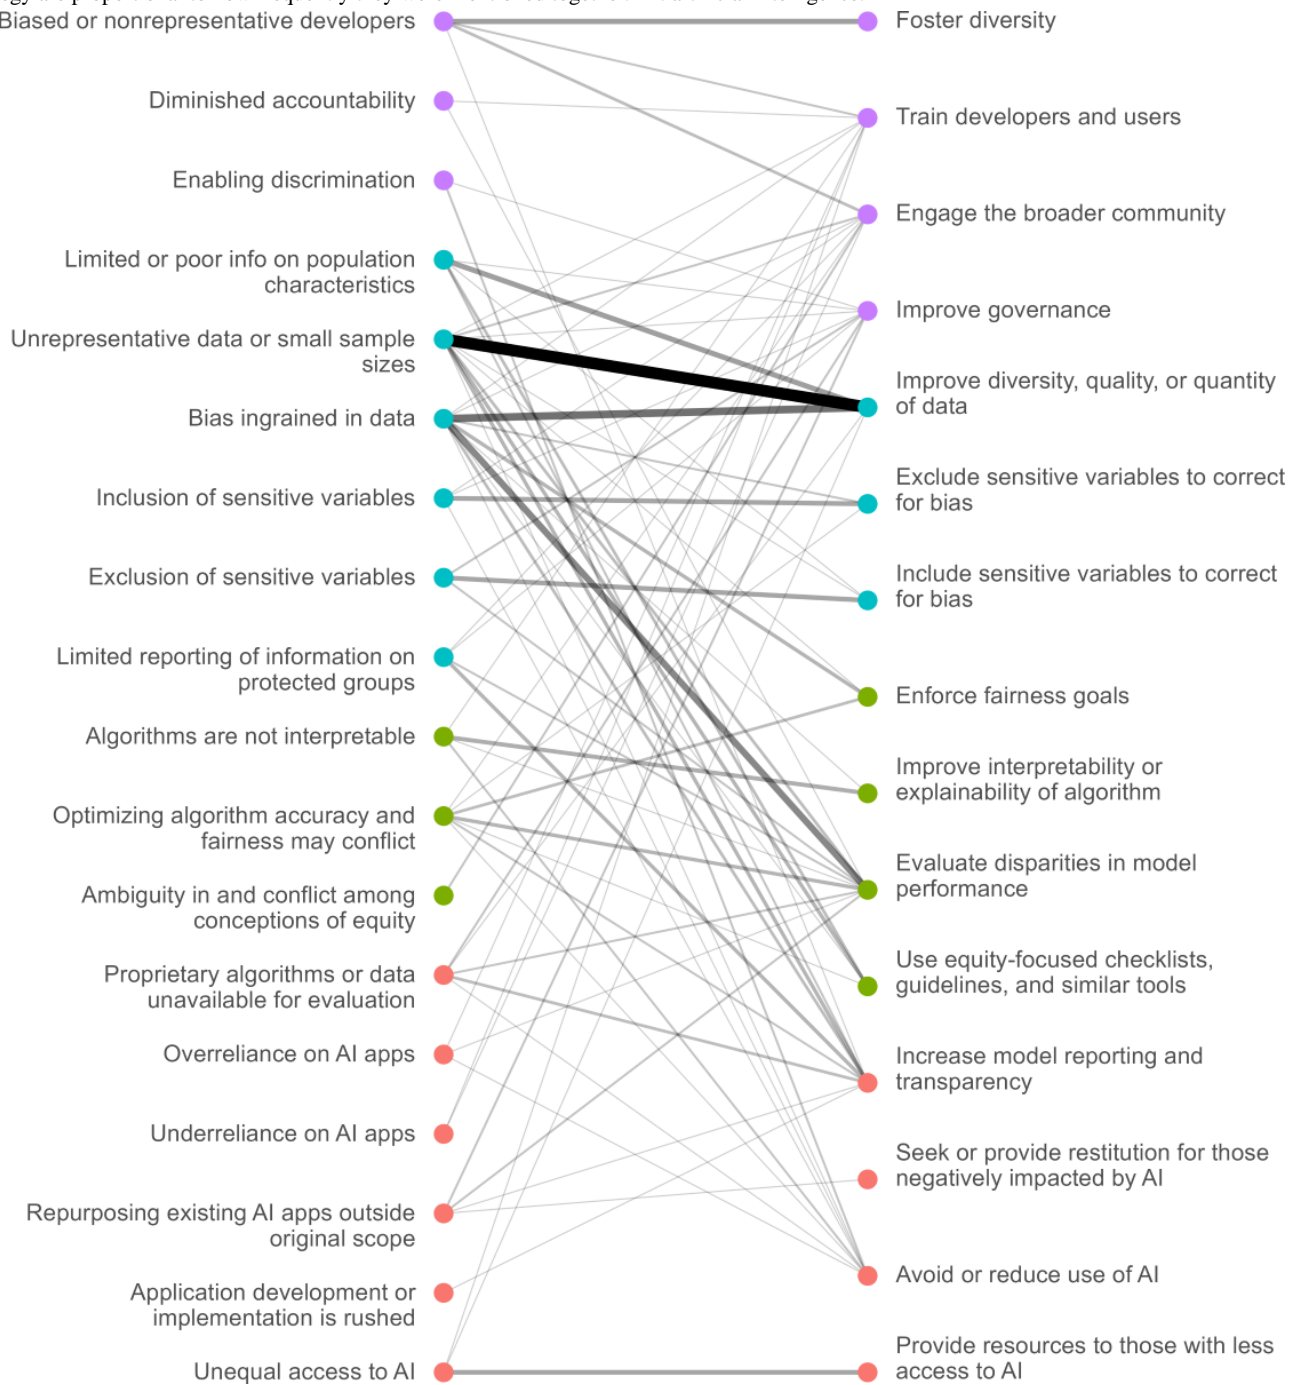 Biased or nonrepresentative developers
Foster diversity
Diminished accountability
Train developers and users
Enabling discrimination
Engage the broader community
Limited or poor info on population
characteristics
Improve governance
Unrepresentative data or small sample
sizes
Improve diversity, quality, or quantity
of data
Bias ingrained in data
Exclude sensitive variables to correct
for bias
Inclusion of sensitive variables
Include sensitive variables to correct
for bias
Exclusion of sensitive variables
Limited reporting of information on
protected groups
Enforce fairness goals
Algorithms are not interpretable
Improve interpretability or
explainability of algorithm
Optimizing algorithm accuracy and
fairness may conflict
Evaluate disparities in model
performance
Ambiguity in and conflict among
conceptions of equity
Use equity-focused checklists,
guidelines, and similar tools
Proprietary algorithms or data
unavailable for evaluation
Overreliance on AI apps
Increase model reporting and
transparency
Underreliance on AI apps
Seek or provide restitution for those
negatively impacted by AI
Repurposing existing AI apps outside
original scope
Avoid or reduce use of AI
Application development or
implementation is rushed
Provide resources to those with less
access to AI
Unequal access to AI